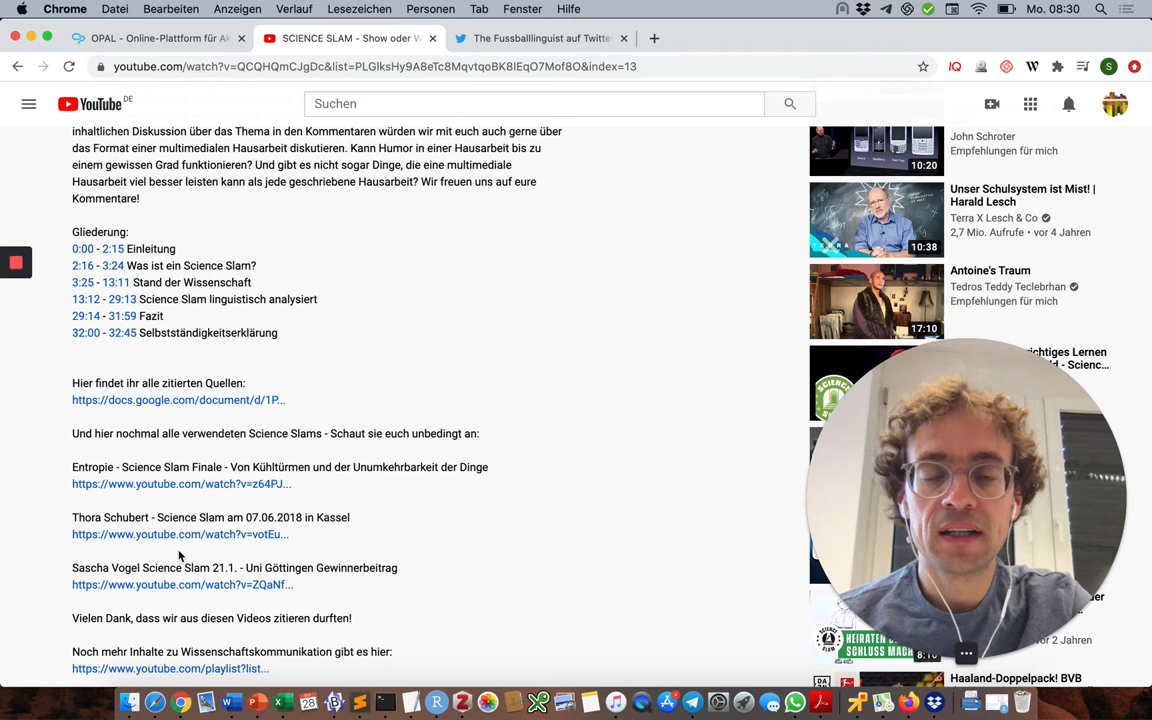 Chrome Datei Bearbeiten Anzeigen Verlauf Lesezeichen Personen Tab Fenster Hilfe Mo. 08:30
OPAL - Online-Plattform für Ak
SCIENCE SLAM - Show oder W
The Fussballlinguist auf Twitte
youtube.com/watch?v=QCQHQmCJgDc&list=PLGlksHy9A8eTc8MqvtqoBK8IEqO7Mof8O&index=13
YouTube DE
Suchen
inhaltlichen Diskussion über das Thema in den Kommentaren würden wir mit euch auch gerne über
das Format einer multimedialen Hausarbeit diskutieren. Kann Humor in einer Hausarbeit bis zu
einem gewissen Grad funktionieren? Und gibt es nicht sogar Dinge, die eine multimediale
Hausarbeit viel besser leisten kann als jede geschriebene Hausarbeit? Wir freuen uns auf eure
Kommentare!
Gliederung:
0:00 - 2:15 Einleitung
2:16 - 3:24 Was ist ein Science Slam?
3:25 - 13:11 Stand der Wissenschaft
13:12 - 29:13 Science Slam linguistisch analysiert
29:14 - 31:59 Fazit
32:00 - 32:45 Selbstständigkeitserklärung
Hier findet ihr alle zitierten Quellen:
https://docs.google.com/document/d/1P...
Und hier nochmal alle verwendeten Science Slams - Schaut sie euch unbedingt an:
Entropie - Science Slam Finale - Von Kühltürmen und der Unumkehrbarkeit der Dinge
https://www.youtube.com/watch?v=z64PJ...
Thora Schubert - Science Slam am 07.06.2018 in Kassel
https://www.youtube.com/watch?v=votEu...
Sascha Vogel Science Slam 21.1. - Uni Göttingen Gewinnerbeitrag
https://www.youtube.com/watch?v=ZQaNf...
Vielen Dank, dass wir aus diesen Videos zitieren durften!
Noch mehr Inhalte zu Wissenschaftskommunikation gibt es hier:
https://www.youtube.com/playlist?list...
John Schroter
Empfehlungen für mich
10:20
Unser Schulsystem ist Mist! |
Harald Lesch
Terra X Lesch & Co
2,7 Mio. Aufrufe • vor 4 Jahren
10:38
Antoine's Traum
Tedros Teddy Teclebrhan
Empfehlungen für mich
17:10
ichtiges Lernen
d - Scienc...
SCIENCE
SCIENCE SLAM
HEIRATEN
SCHLUSS MACH
8:10
der
vor 2 Jahren
Haaland-Doppelpack! BVB